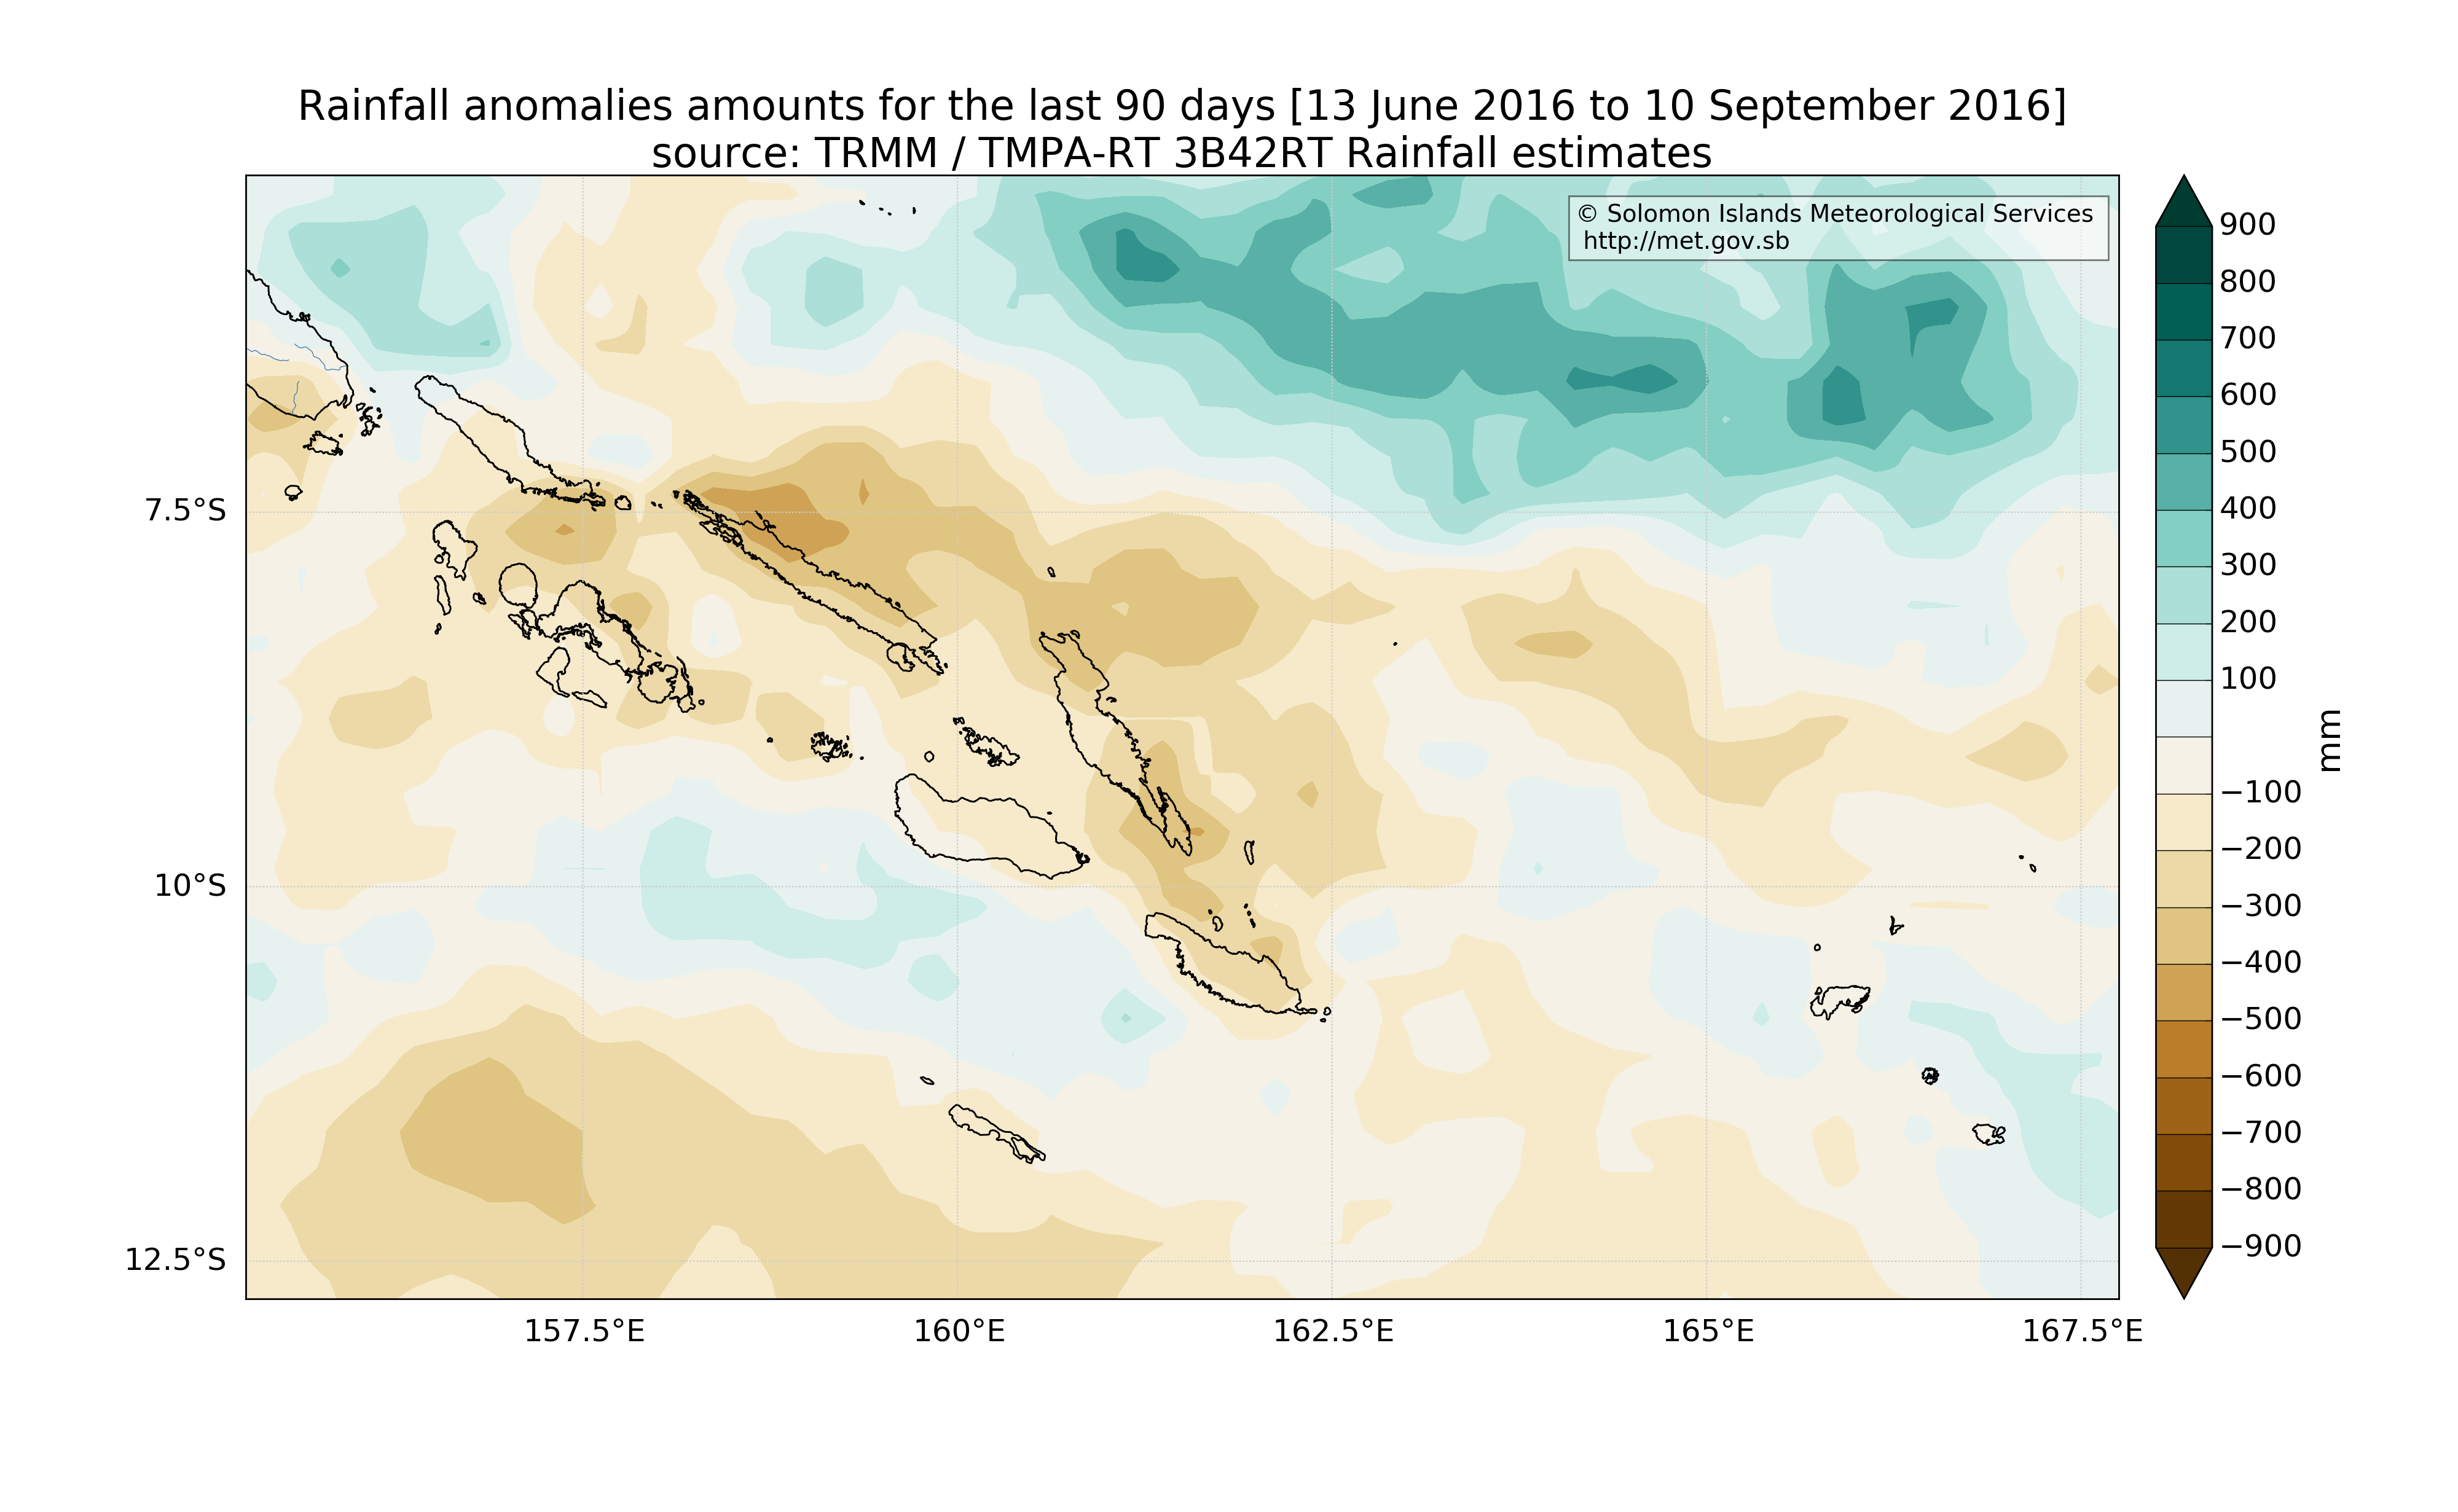 Rainfall anomalies amounts for the last 90 days [13 June 2016 to 10 September 2016]
source: TRMM / TMPA-RT 3B42RT Rainfall estimates
© Solomon Islands Meteorological Services
http://met.gov.sb
7.5°S
10°S
12.5°S
157.5°E
160°E
162.5°E
165°E
167.5°E
900
800
700
600
500
400
300
200
100
−100
−200
−300
−400
−500
−600
−700
−800
−900
mm